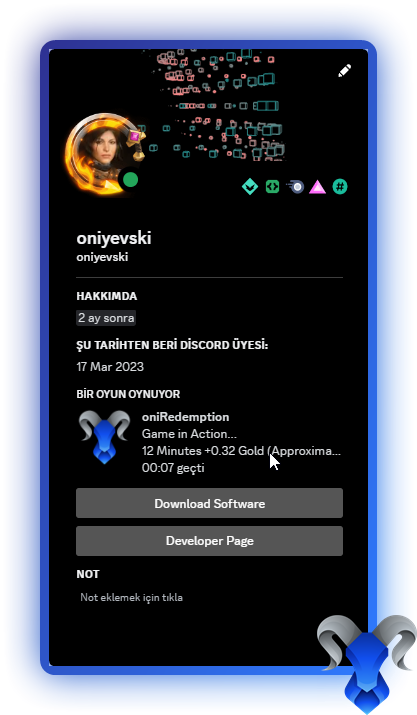 oniyevski
oniyevski
HAKKIMDA
2 ay sonra
ŞU TARİHTEN BERİ DİSCORD ÜYESİ:
17 Mar 2023
BİR OYUN OYNUYOR
oniRedemption
Game in Action...
12 Minutes +0.32 Gold (Approxima...
00:07 geçti
Download Software
Developer Page
NOT
Not eklemek için tıkla